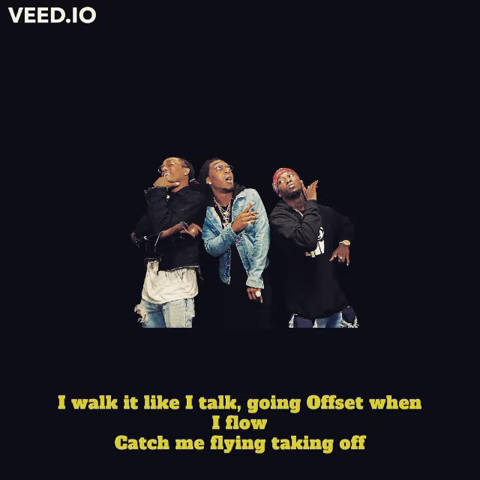 VEED.IO
I walk it like I talk, going Offset when
I flow
Catch me flying taking off